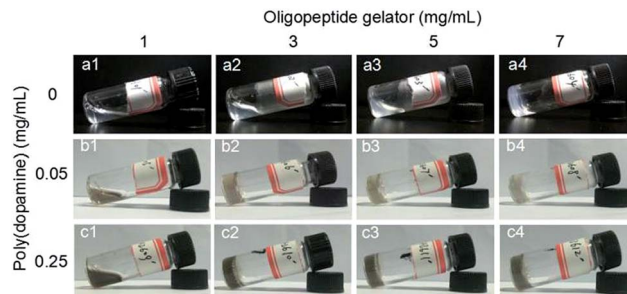 Oligopeptide gelator (mg/mL)
1 3 5 7
Poly(dopamine) (mg/mL)
0
a1 a2 a3 a4
0.05
b1 b2 b3 b4
0.25
c1 c2 c3 c4